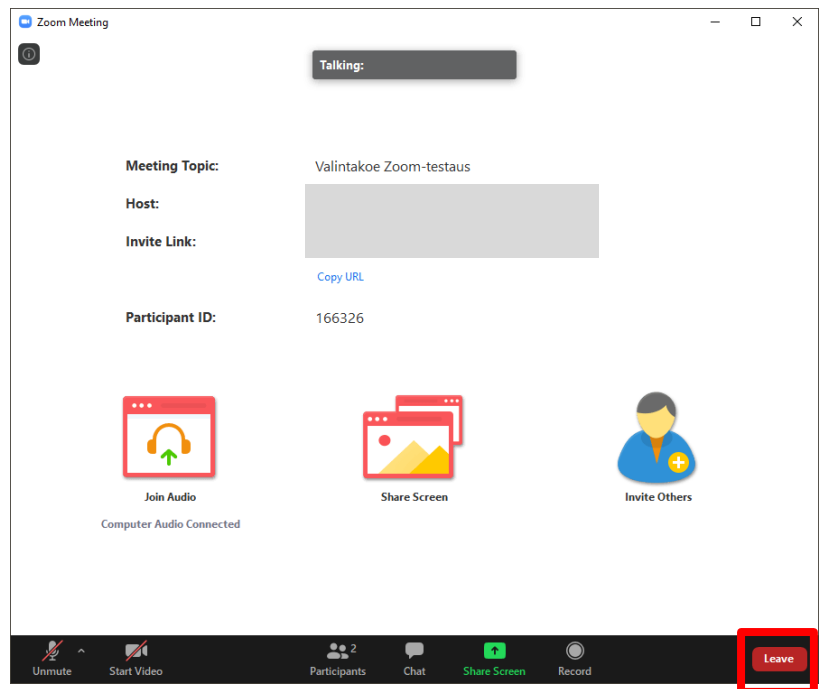 Zoom Meeting
Talking:
Meeting Topic: Valintakoe Zoom-testaus
Host:
Invite Link:
Copy URL
Participant ID: 166326
Join Audio Share Screen Invite Others
Computer Audio Connected
2
Unmute Start Video Participants Chat Share Screen Record Leave